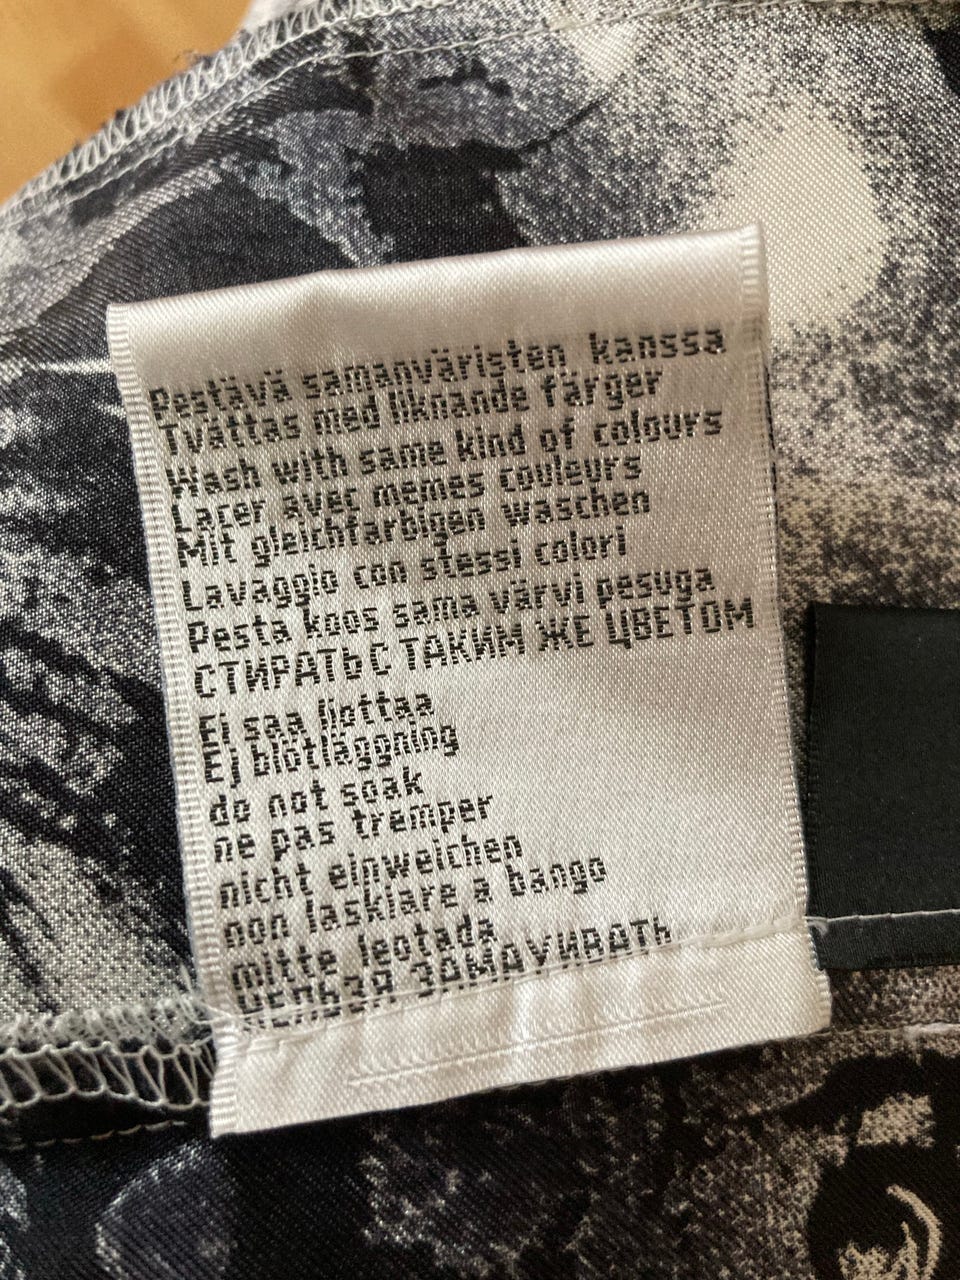 Pestävä samanväristen kanssa
Tvättas med liknande färger
Wash with same kind of colours
Lacer avec memes couleurs
Mit gleichfarbigen waschen
Lavaggio con stessi colori
Pesta koos sama värvi pesuga
СТИРАТЬ С ТАКИМ ЖЕ ЦВЕТОМ
Ei saa liottaa
Ej blötläggning
do not soak
ne pas tremper
nicht einweichen
non laskiare a bango
mitte leotada
НЕЛЬЗЯ ЗАМАУИВАТЬ